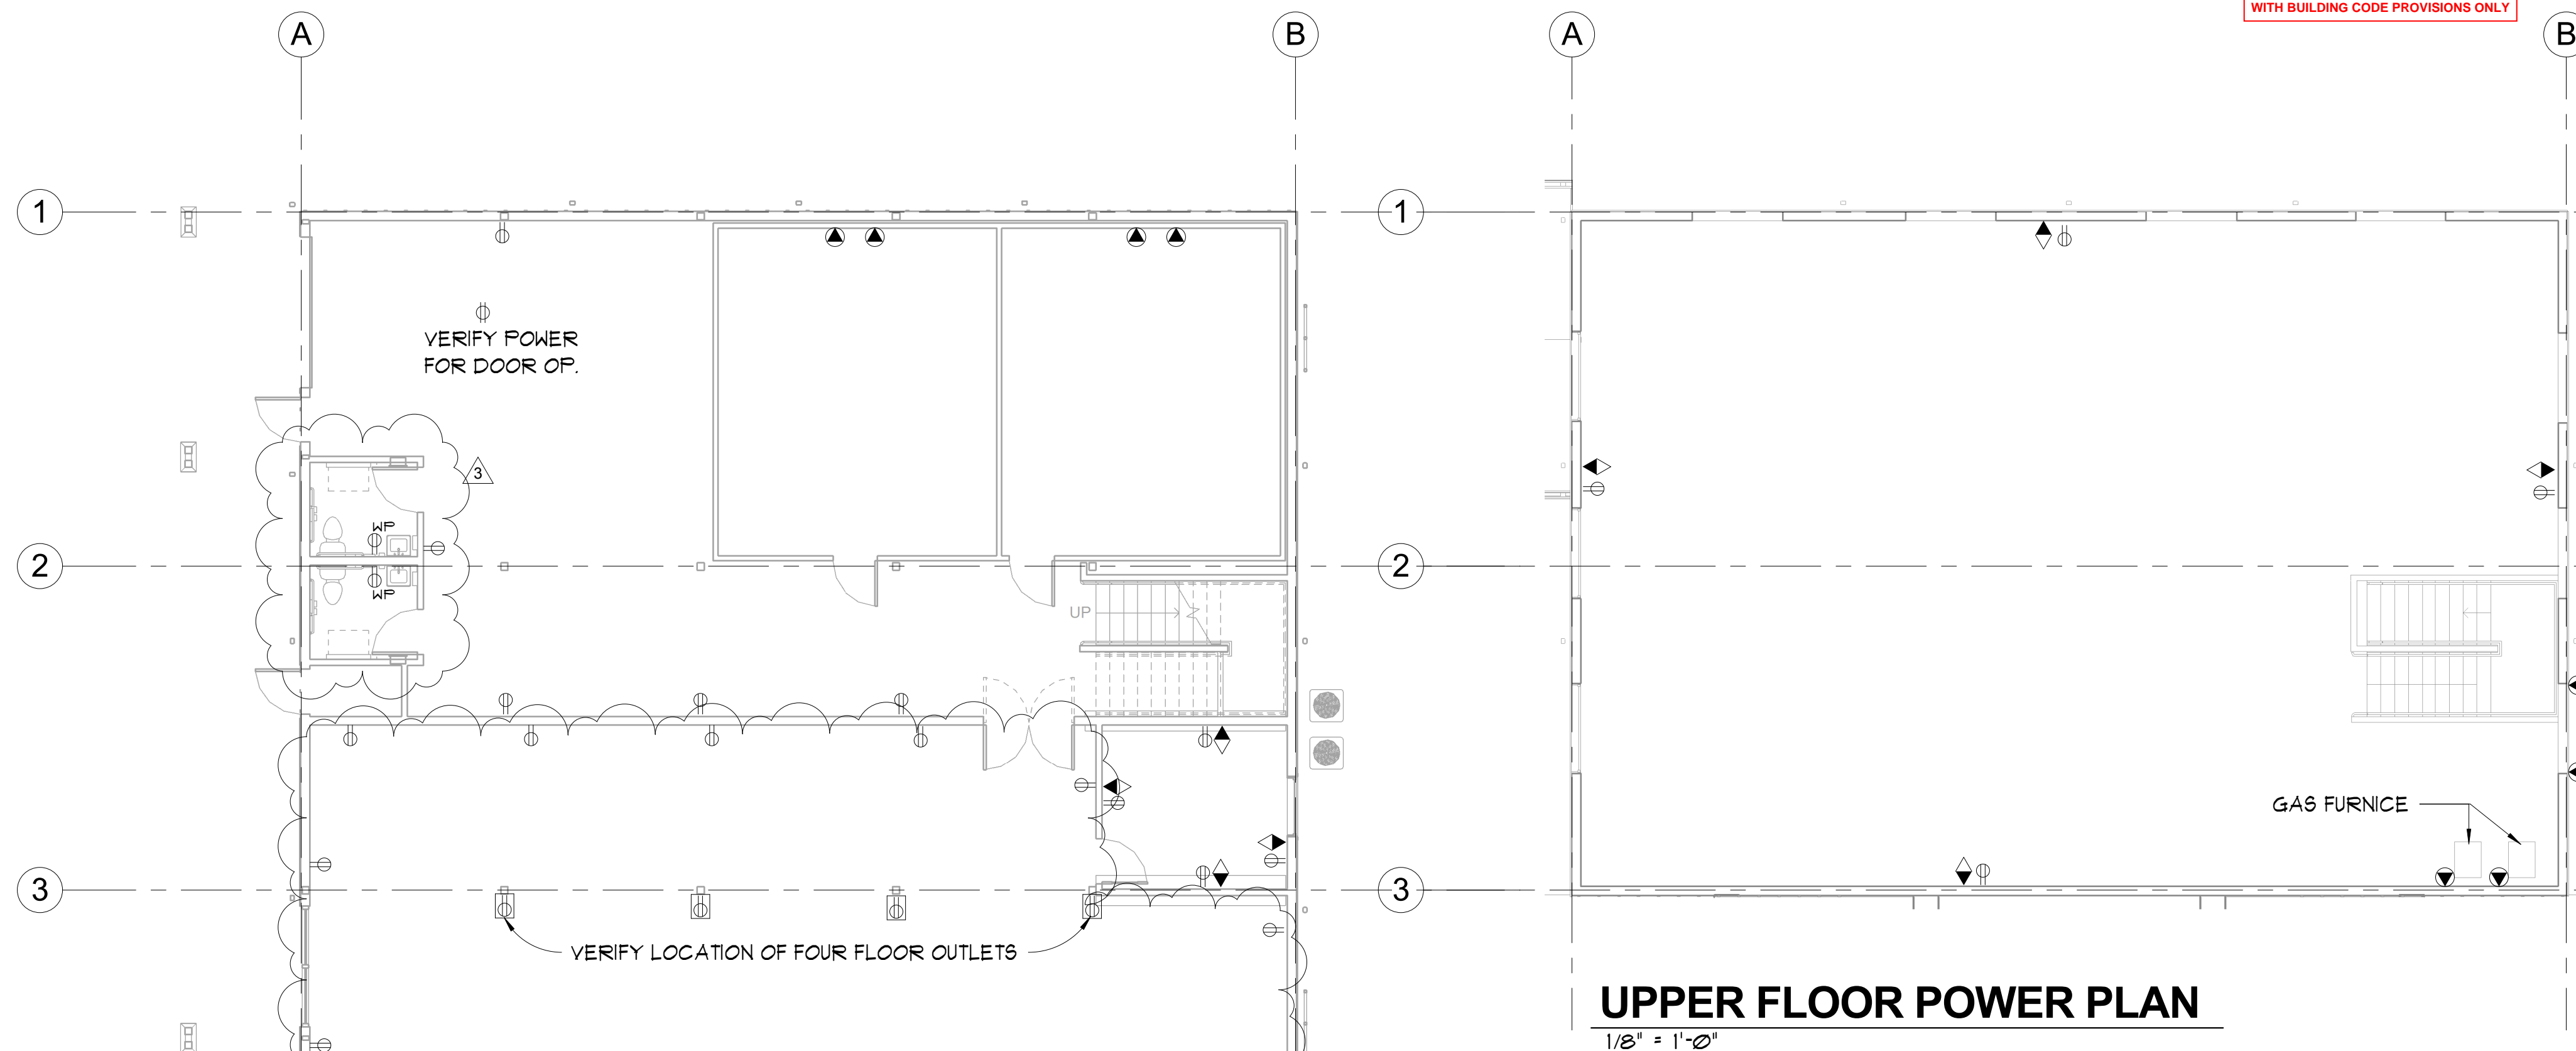 WITH BUILDING CODE PROVISIONS ONLY
A
B
A
B
1
1
VERIFY POWER
FOR DOOR OP.
3
WP
2
2
WP
UP
GAS FURNICE
3
3
VERIFY LOCATION OF FOUR FLOOR OUTLETS
UPPER FLOOR POWER PLAN
1/8" = 1'-0"